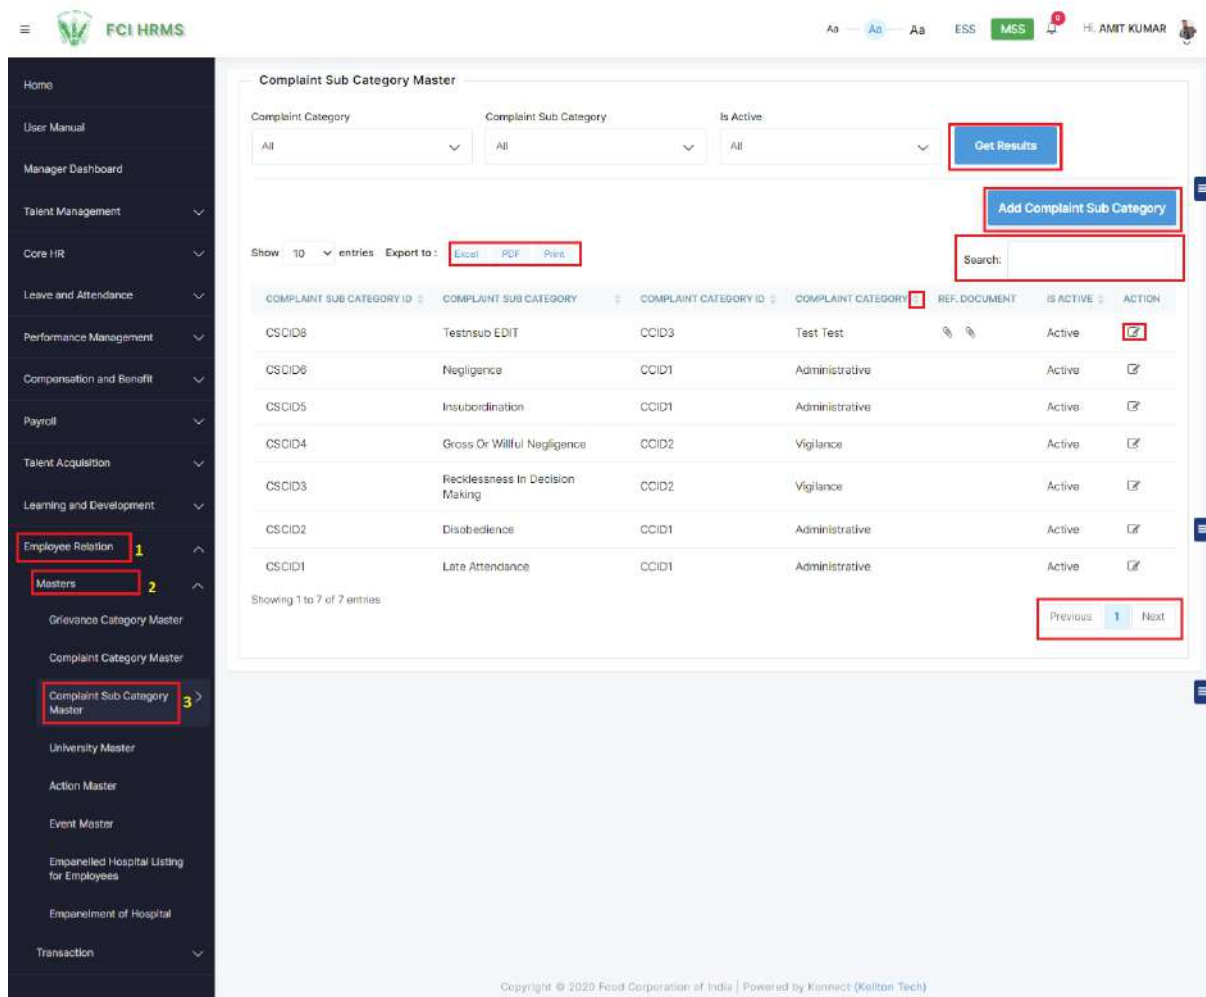 FCI HRMS
Aa Aa Aa ESS MSS 0 Hi, AMIT KUMAR
Home
User Manual
Manager Dashboard
Talent Management
Core HR
Leave and Attendance
Performance Management
Compensation and Benefit
Payroll
Talent Acquisition
Learning and Development
Employee Relation 1
Masters 2
Grievance Category Master
Complaint Category Master
Complaint Sub Category
Master
3
University Master
Action Master
Event Master
Empanelled Hospital Listing
for Employees
Empanelment of Hospital
Transaction
Complaint Sub Category Master
Complaint Category Complaint Sub Category Is Active
All All All Get Results
Add Complaint Sub Category
Show 10 entries Export to : Excel PDF Print Search:
COMPLAINT SUB CATEGORY ID COMPLAINT SUB CATEGORY COMPLAINT CATEGORY ID COMPLAINT CATEGORY REF. DOCUMENT IS ACTIVE ACTION
CSCID8 Testnsub EDIT CCID3 Test Test Active
CSCID6 Negligence CCID1 Administrative Active
CSCID5 Insubordination CCID1 Administrative Active
CSCID4 Gross Or Willful Negligence CCID2 Vigilance Active
CSCID3 Recklessness In Decision Making CCID2 Vigilance Active
CSCID2 Disobedience CCID1 Administrative Active
CSCID1 Late Attendance CCID1 Administrative Active
Showing 1 to 7 of 7 entries
Previous 1 Next
Copyright © 2020 Food Corporation of India | Powered by Konnect (Kellton Tech)